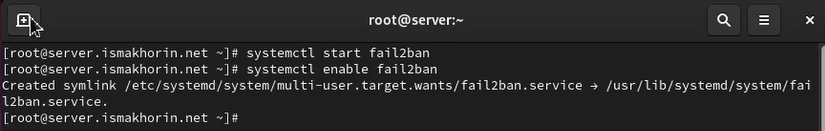 root@server:~
[root@server.ismakhorin.net ~]# systemctl start fail2ban
[root@server.ismakhorin.net ~]# systemctl enable fail2ban
Created symlink /etc/systemd/system/multi-user.target.wants/fail2ban.service → /usr/lib/systemd/system/fai
l2ban.service.
[root@server.ismakhorin.net ~]#